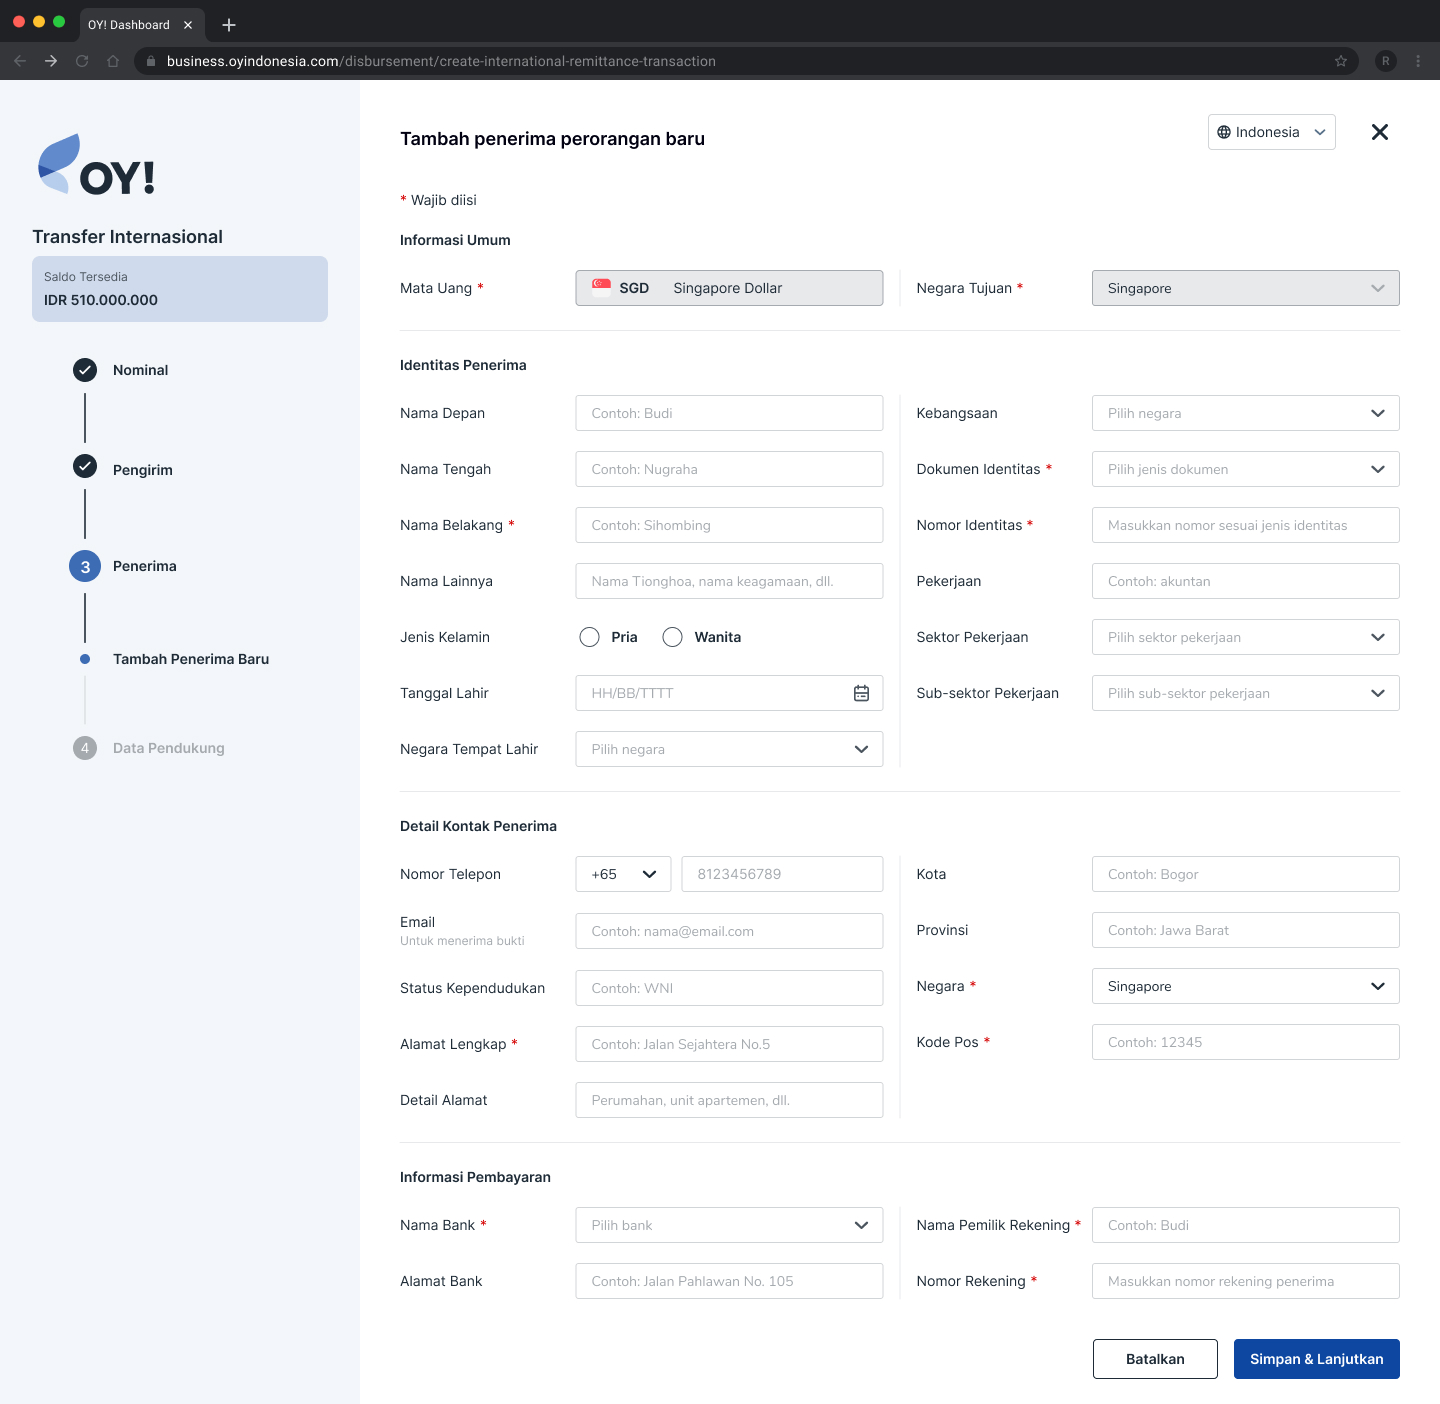 OY! Dashboard
business.oyindonesia.com/disbursement/create-international-remittance-transaction
R
OY!
Transfer Internasional
Saldo Tersedia
IDR 510.000.000
Nominal
Pengirim
3 Penerima
Tambah Penerima Baru
4 Data Pendukung
Tambah penerima perorangan baru
Indonesia
* Wajib diisi
Informasi Umum
Mata Uang * SGD Singapore Dollar
Negara Tujuan * Singapore
Identitas Penerima
Nama Depan Contoh: Budi
Nama Tengah Contoh: Nugraha
Nama Belakang * Contoh: Sihombing
Nama Lainnya Nama Tionghoa, nama keagamaan, dll.
Jenis Kelamin Pria Wanita
Tanggal Lahir HH/BB/TTTT
Negara Tempat Lahir Pilih negara
Kebangsaan Pilih negara
Dokumen Identitas * Pilih jenis dokumen
Nomor Identitas * Masukkan nomor sesuai jenis identitas
Pekerjaan Contoh: akuntan
Sektor Pekerjaan Pilih sektor pekerjaan
Sub-sektor Pekerjaan Pilih sub-sektor pekerjaan
Detail Kontak Penerima
Nomor Telepon +65 8123456789
Email Contoh: nama@email.com
Untuk menerima bukti
Status Kependudukan Contoh: WNI
Alamat Lengkap * Contoh: Jalan Sejahtera No.5
Detail Alamat Perumahan, unit apartemen, dll.
Kota Contoh: Bogor
Provinsi Contoh: Jawa Barat
Negara * Singapore
Kode Pos * Contoh: 12345
Informasi Pembayaran
Nama Bank * Pilih bank
Alamat Bank Contoh: Jalan Pahlawan No. 105
Nama Pemilik Rekening * Contoh: Budi
Nomor Rekening * Masukkan nomor rekening penerima
Batalkan
Simpan & Lanjutkan